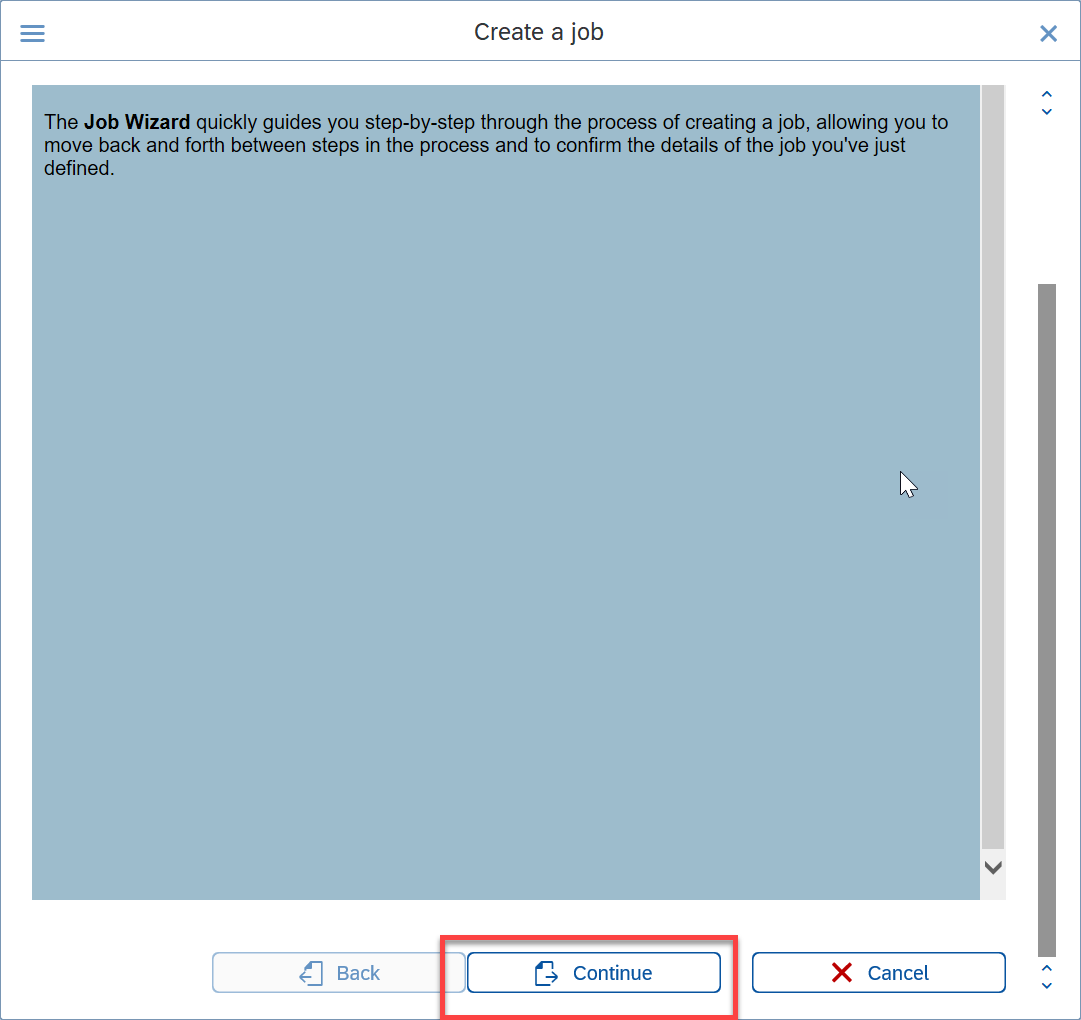 Create a job
The Job Wizard quickly guides you step-by-step through the process of creating a job, allowing you to
move back and forth between steps in the process and to confirm the details of the job you've just
defined.
Back
Continue
Cancel